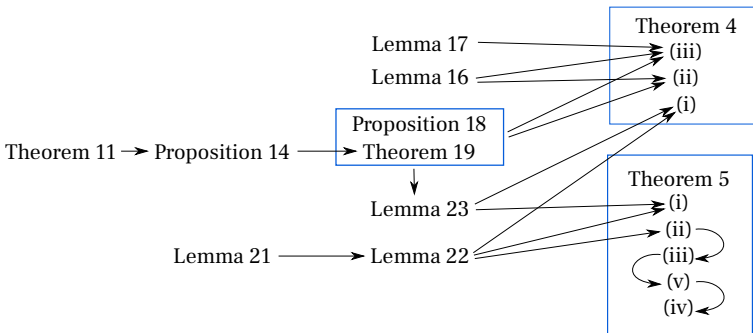 Theorem 4
Lemma 17
(iii)
Lemma 16
(ii)
(i)
Proposition 18
Theorem 11
Proposition 14
Theorem 19
Theorem 5
Lemma 23
(i)
(ii)
Lemma 21
Lemma 22
(iii)
(v)
(iv)